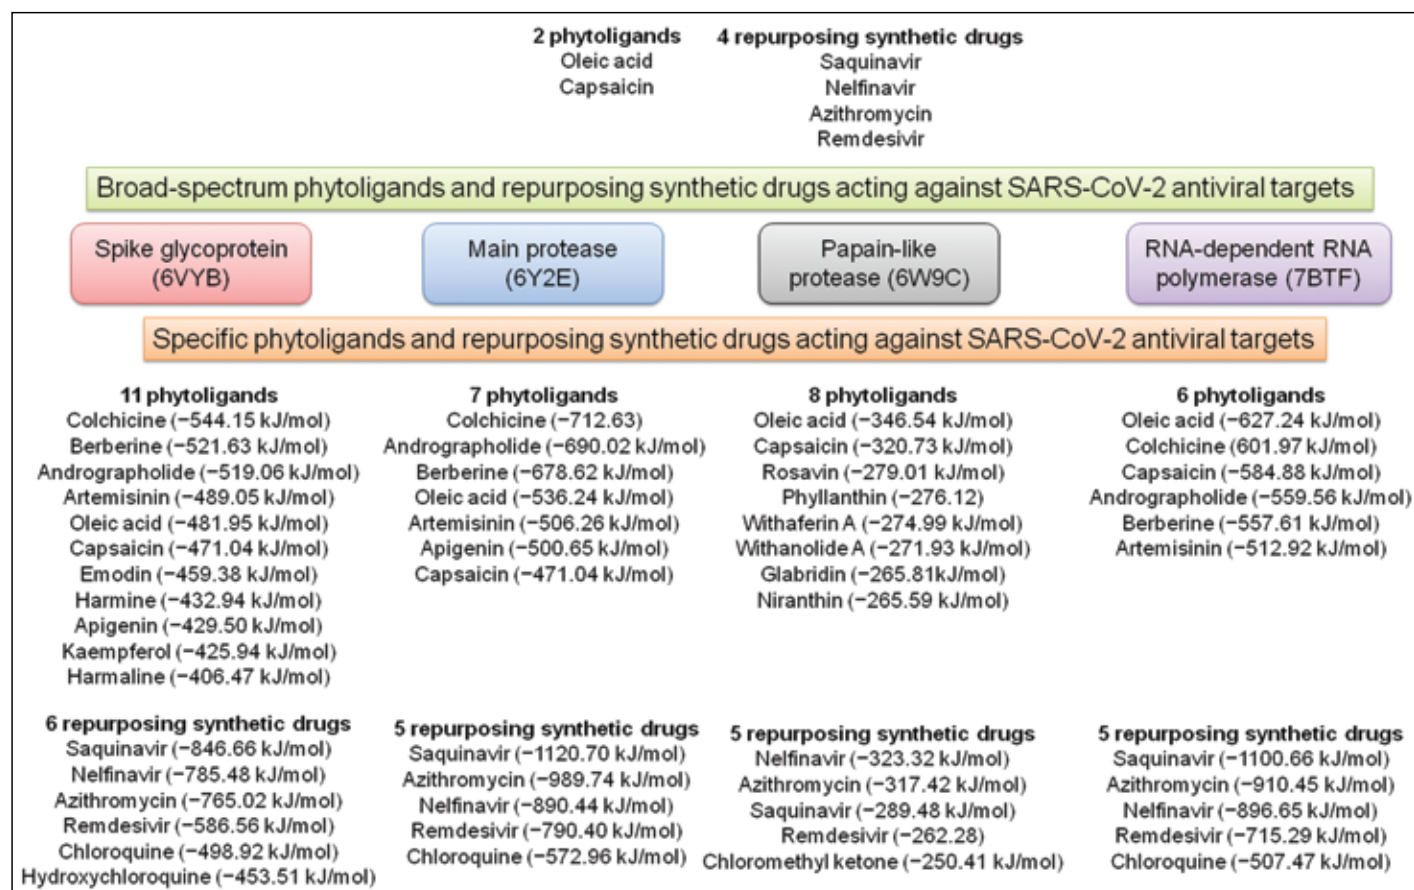 2 phytoligands
Oleic acid
Capsaicin
4 repurposing synthetic drugs
Saquinavir
Nelfinavir
Azithromycin
Remdesivir
Broad-spectrum phytoligands and repurposing synthetic drugs acting against SARS-CoV-2 antiviral targets
Spike glycoprotein
(6VYB)
Main protease
(6Y2E)
Papain-like
protease (6W9C)
RNA-dependent RNA
polymerase (7BTF)
Specific phytoligands and repurposing synthetic drugs acting against SARS-CoV-2 antiviral targets
11 phytoligands
Colchicine (−544.15 kJ/mol)
Berberine (−521.63 kJ/mol)
Andrographolide (−519.06 kJ/mol)
Artemisinin (−489.05 kJ/mol)
Oleic acid (−481.95 kJ/mol)
Capsaicin (−471.04 kJ/mol)
Emodin (−459.38 kJ/mol)
Harmine (−432.94 kJ/mol)
Apigenin (−429.50 kJ/mol)
Kaempferol (−425.94 kJ/mol)
Harmaline (−406.47 kJ/mol)
7 phytoligands
Colchicine (−712.63)
Andrographolide (−690.02 kJ/mol)
Berberine (−678.62 kJ/mol)
Oleic acid (−536.24 kJ/mol)
Artemisinin (−506.26 kJ/mol)
Apigenin (−500.65 kJ/mol)
Capsaicin (−471.04 kJ/mol)
8 phytoligands
Oleic acid (−346.54 kJ/mol)
Capsaicin (−320.73 kJ/mol)
Rosavin (−279.01 kJ/mol)
Phyllanthin (−276.12)
Withaferin A (−274.99 kJ/mol)
Withanolide A (−271.93 kJ/mol)
Glabridin (−265.81kJ/mol)
Niranthin (−265.59 kJ/mol)
6 phytoligands
Oleic acid (−627.24 kJ/mol)
Colchicine (601.97 kJ/mol)
Capsaicin (−584.88 kJ/mol)
Andrographolide (−559.56 kJ/mol)
Berberine (−557.61 kJ/mol)
Artemisinin (−512.92 kJ/mol)
6 repurposing synthetic drugs
Saquinavir (−846.66 kJ/mol)
Nelfinavir (−785.48 kJ/mol)
Azithromycin (−765.02 kJ/mol)
Remdesivir (−586.56 kJ/mol)
Chloroquine (−498.92 kJ/mol)
Hydroxychloroquine (−453.51 kJ/mol)
5 repurposing synthetic drugs
Saquinavir (−1120.70 kJ/mol)
Azithromycin (−989.74 kJ/mol)
Nelfinavir (−890.44 kJ/mol)
Remdesivir (−790.40 kJ/mol)
Chloroquine (−572.96 kJ/mol)
5 repurposing synthetic drugs
Nelfinavir (−323.32 kJ/mol)
Azithromycin (−317.42 kJ/mol)
Saquinavir (−289.48 kJ/mol)
Remdesivir (−262.28)
Chloromethyl ketone (−250.41 kJ/mol)
5 repurposing synthetic drugs
Saquinavir (−1100.66 kJ/mol)
Azithromycin (−910.45 kJ/mol)
Nelfinavir (−896.65 kJ/mol)
Remdesivir (−715.29 kJ/mol)
Chloroquine (−507.47 kJ/mol)